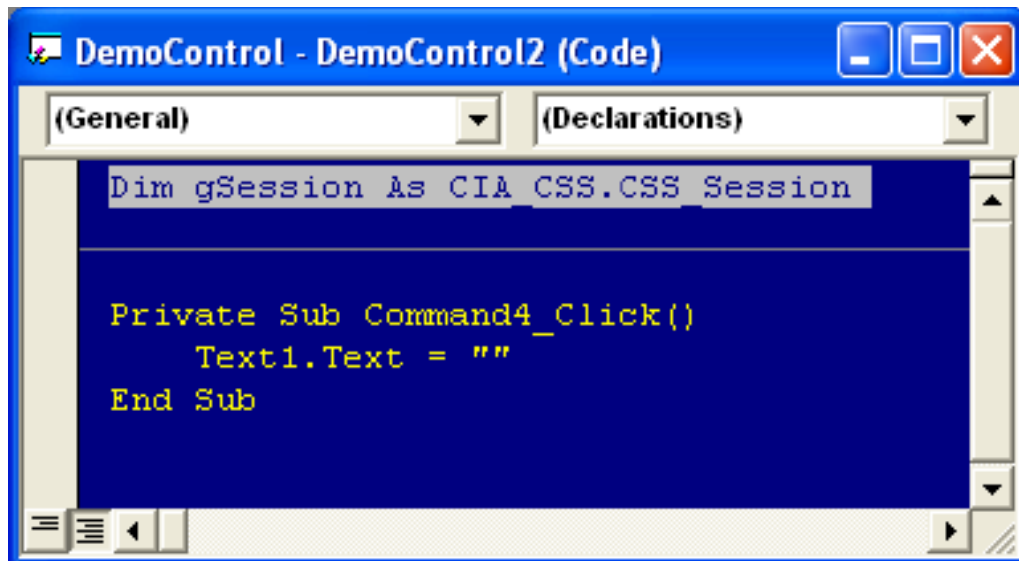 DemoControl - DemoControl2 (Code)
(General) (Declarations)
Dim gSession As CIA_CSS.CSS_Session
Private Sub Command4_Click()
Text1.Text = ""
End Sub